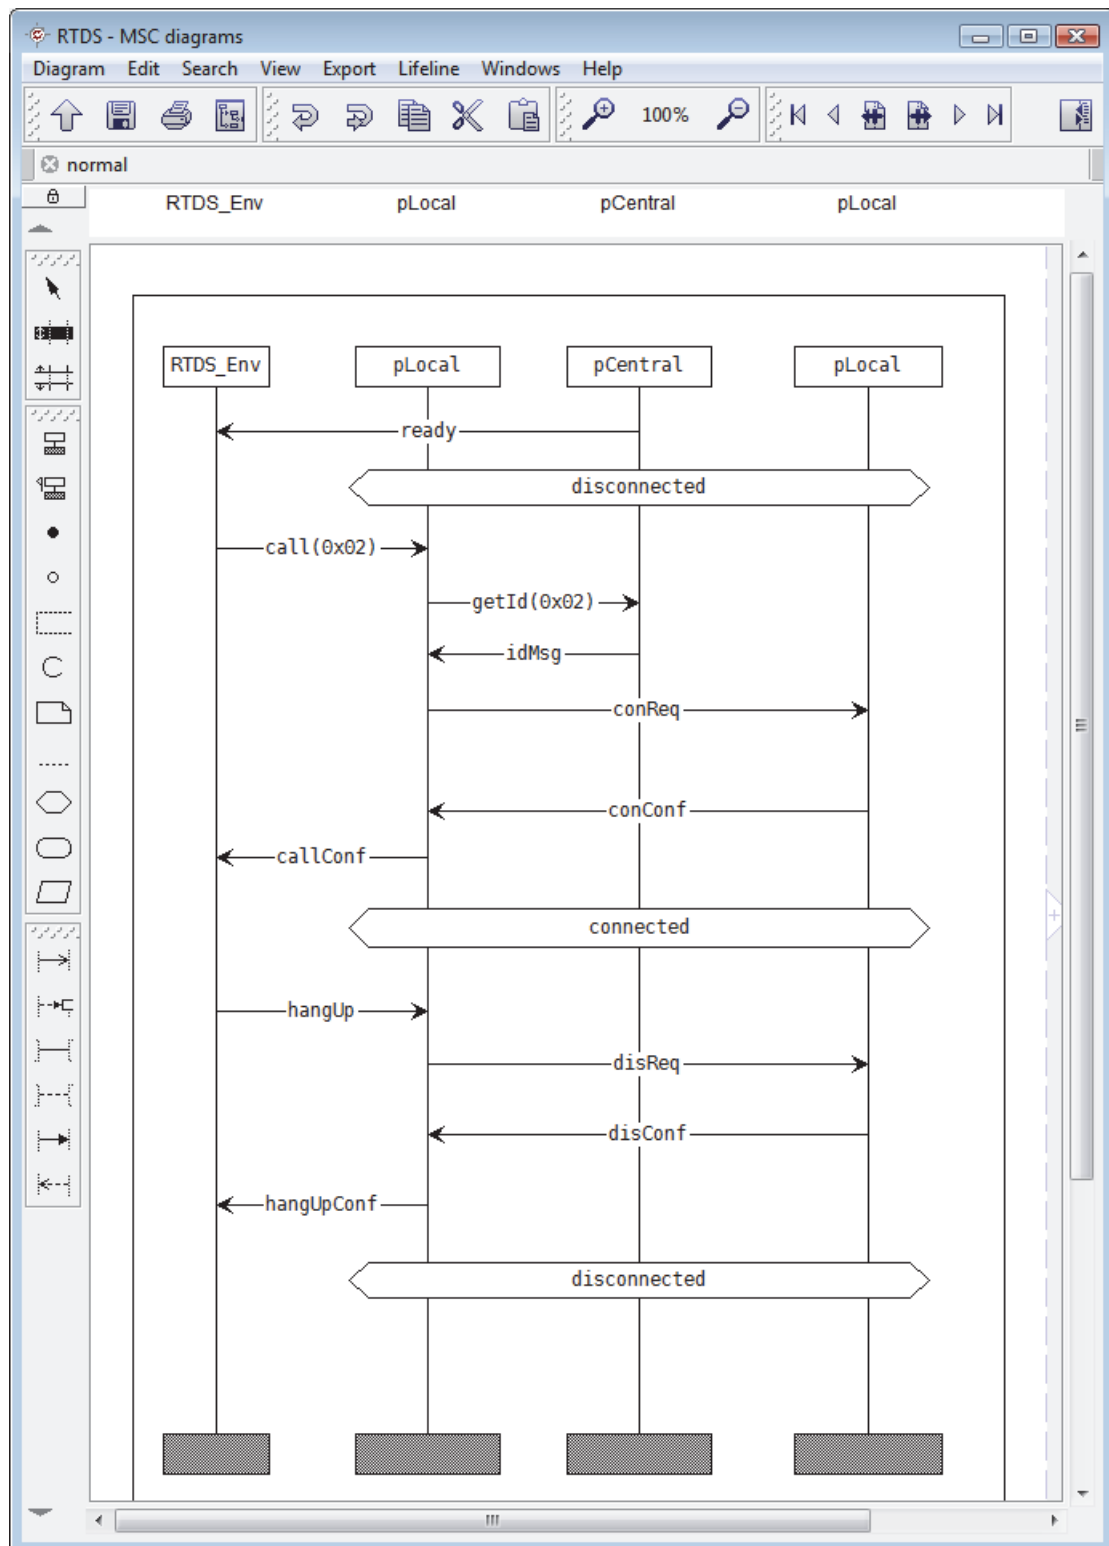 RTDS - MSC diagrams
Diagram Edit Search View Export Lifeline Windows Help
100%
normal
RTDS_Env pLocal pCentral pLocal
RTDS_Env pLocal pCentral pLocal
ready
disconnected
call(0x02)
getId(0x02)
idMsg
conReq
conConf
callConf
connected
hangUp
disReq
disConf
hangUpConf
disconnected